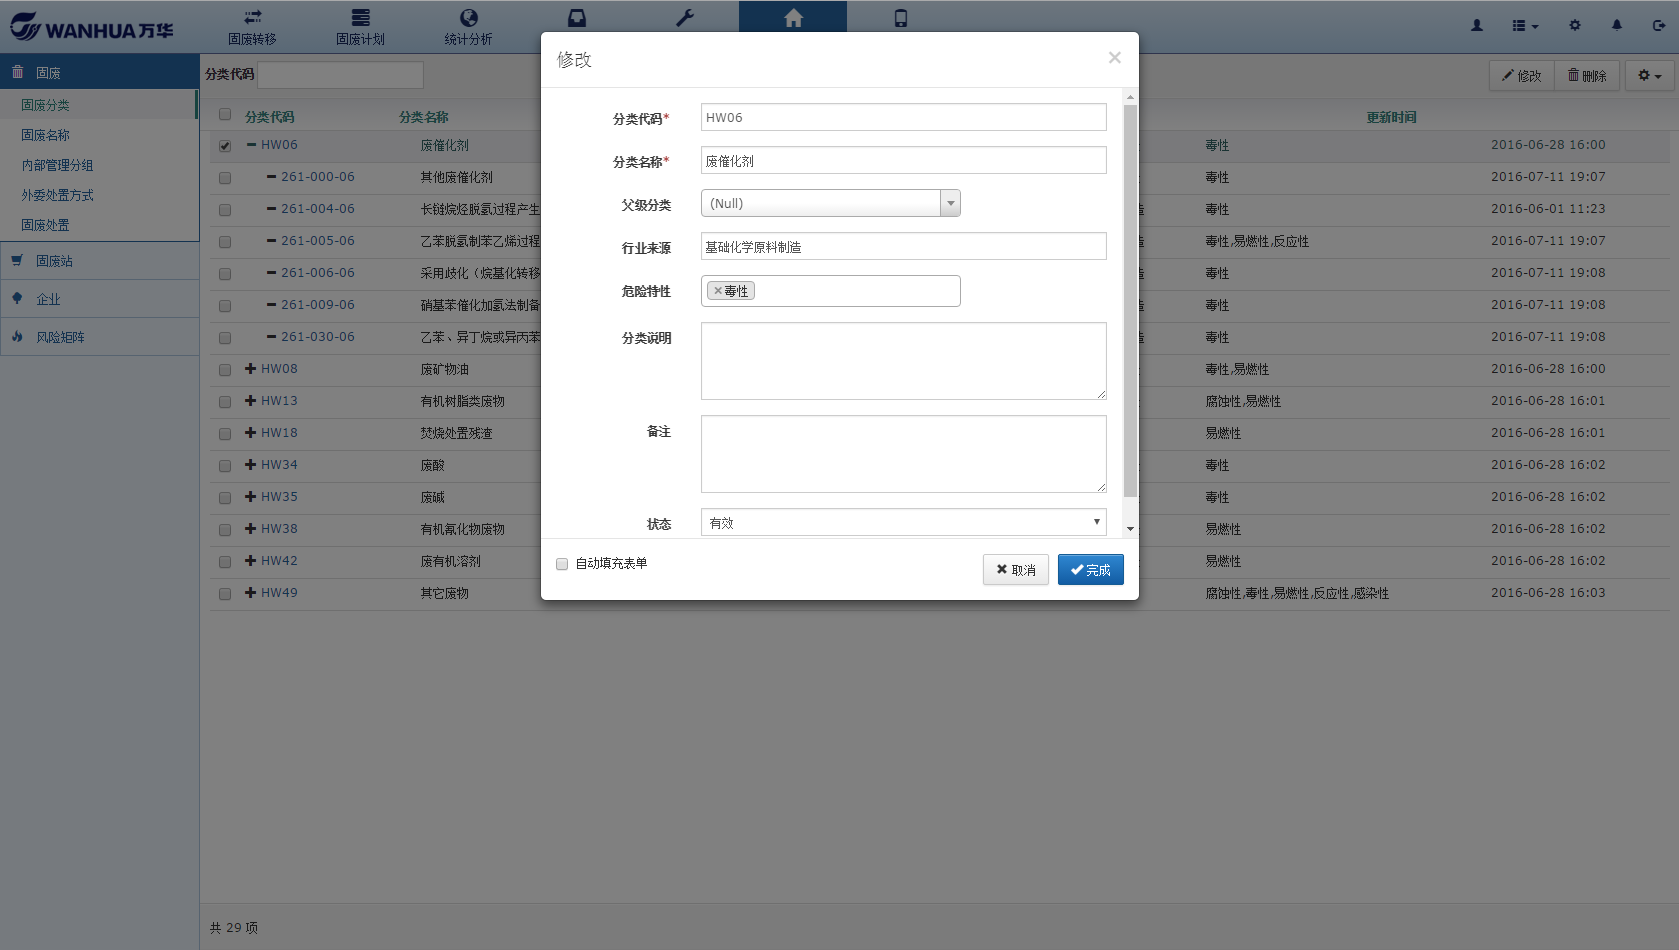 WANHUA万华
固废转移
固废计划
统计分析
固废
固废分类
固废名称
内部管理分组
外委处置方式
固废处置
固废站
企业
风险矩阵
分类代码
修改
删除
分类代码 分类名称 更新时间
HW06 废催化剂 毒性 2016-06-28 16:00
261-000-06 其他废催化剂 毒性 2016-07-11 19:07
261-004-06 长链烷烃脱氢过程产生 毒性 2016-06-01 11:23
261-005-06 乙苯脱氢制苯乙烯过程 毒性,易燃性,反应性 2016-07-11 19:07
261-006-06 采用歧化（烷基化转移 毒性 2016-07-11 19:08
261-009-06 硝基苯催化加氢法制备 毒性 2016-07-11 19:08
261-030-06 乙苯、异丁烷或异丙苯 毒性 2016-07-11 19:08
HW08 废矿物油 毒性,易燃性 2016-06-28 16:00
HW13 有机树脂类废物 腐蚀性,易燃性 2016-06-28 16:01
HW18 焚烧处置残渣 易燃性 2016-06-28 16:01
HW34 废酸 毒性 2016-06-28 16:02
HW35 废碱 毒性 2016-06-28 16:02
HW38 有机氰化物废物 易燃性 2016-06-28 16:02
HW42 废有机溶剂 易燃性 2016-06-28 16:02
HW49 其它废物 腐蚀性,毒性,易燃性,反应性,感染性 2016-06-28 16:03
共 29 项
修改
×
分类代码* HW06
分类名称* 废催化剂
父级分类 (Null)
行业来源 基础化学原料制造
危险特性 ×毒性
分类说明
备注
状态 有效
自动填充表单
取消
完成